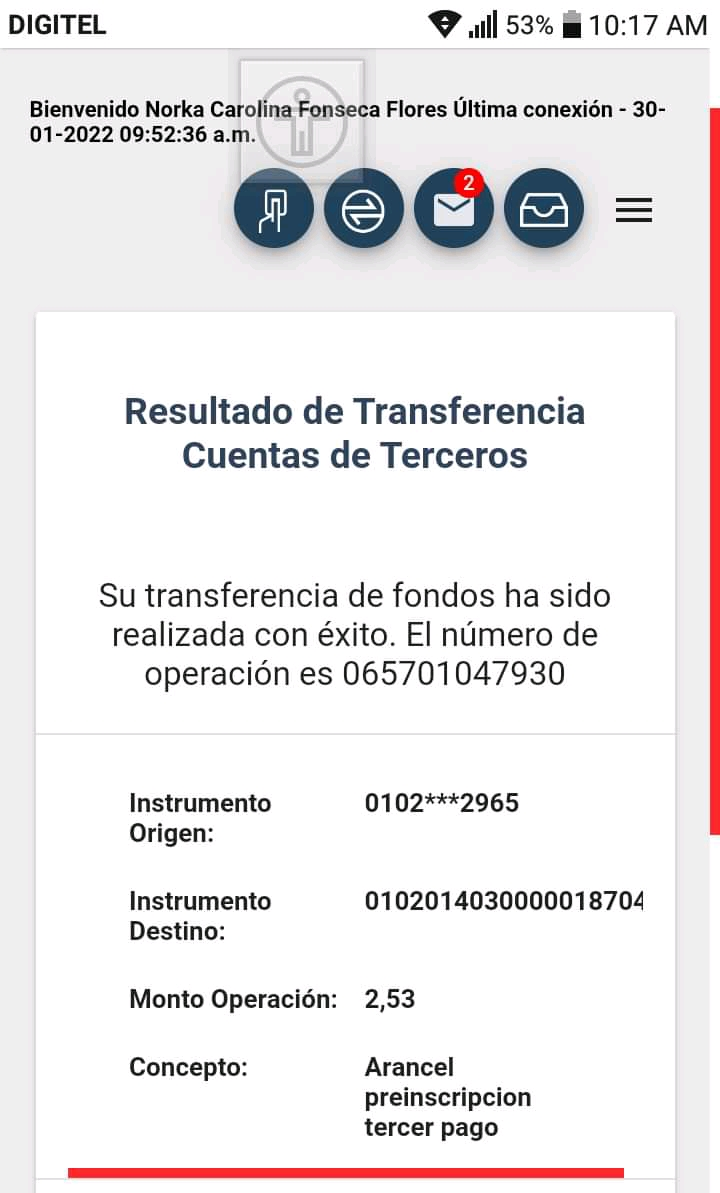 DIGITEL
53%
10:17 AM
Bienvenido Norka Carolina Fonseca Flores Última conexión - 30-
01-2022 09:52:36 a.m.
2
Resultado de Transferencia
Cuentas de Terceros
Su transferencia de fondos ha sido
realizada con éxito. El número de
operación es 065701047930
Instrumento
Origen:
0102***2965
Instrumento
Destino:
0102014030000018704
Monto Operación:
2,53
Concepto:
Arancel
preinscripcion
tercer pago